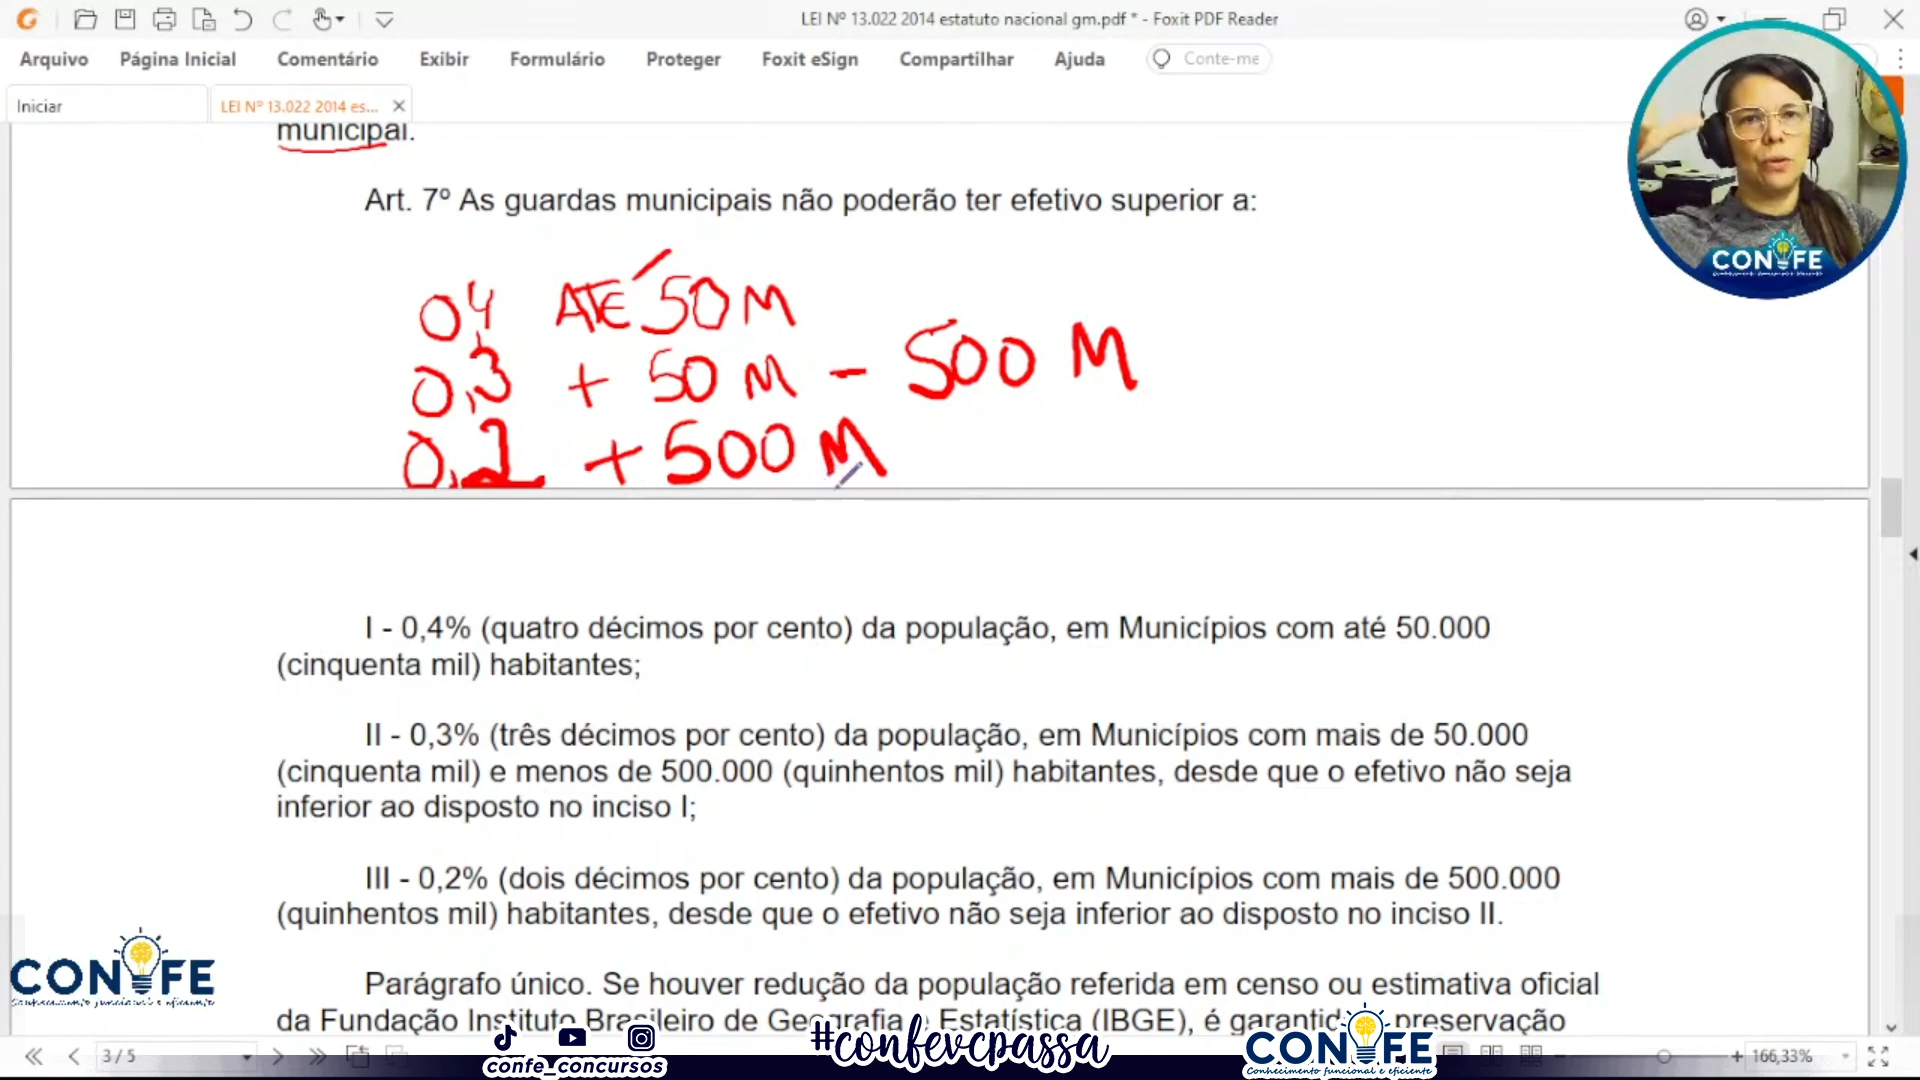 LEI Nº 13.022 2014 estatuto nacional gm.pdf * - Foxit PDF Reader
Arquivo Página Inicial Comentário Exibir Formulário Proteger Foxit eSign Compartilhar Ajuda Conte-me
Iniciar LEI Nº 13.022 2014 es...
municipal.
Art. 7º As guardas municipais não poderão ter efetivo superior a:
0,4 ATÉ 50 M
0,3 + 50 M - 500 M
0,2 + 500 M
I - 0,4% (quatro décimos por cento) da população, em Municípios com até 50.000
(cinquenta mil) habitantes;
II - 0,3% (três décimos por cento) da população, em Municípios com mais de 50.000
(cinquenta mil) e menos de 500.000 (quinhentos mil) habitantes, desde que o efetivo não seja
inferior ao disposto no inciso I;
III - 0,2% (dois décimos por cento) da população, em Municípios com mais de 500.000
(quinhentos mil) habitantes, desde que o efetivo não seja inferior ao disposto no inciso II.
Parágrafo único. Se houver redução da população referida em censo ou estimativa oficial
da Fundação Instituto Brasileiro de Geografia e Estatística (IBGE), é garantida preservação
CONFE
CONFE
Conhecimento funcional e eficiente
confe_concursos
#confevcpassa
CONFE
Conhecimento funcional e eficiente
3 / 5
166,33%